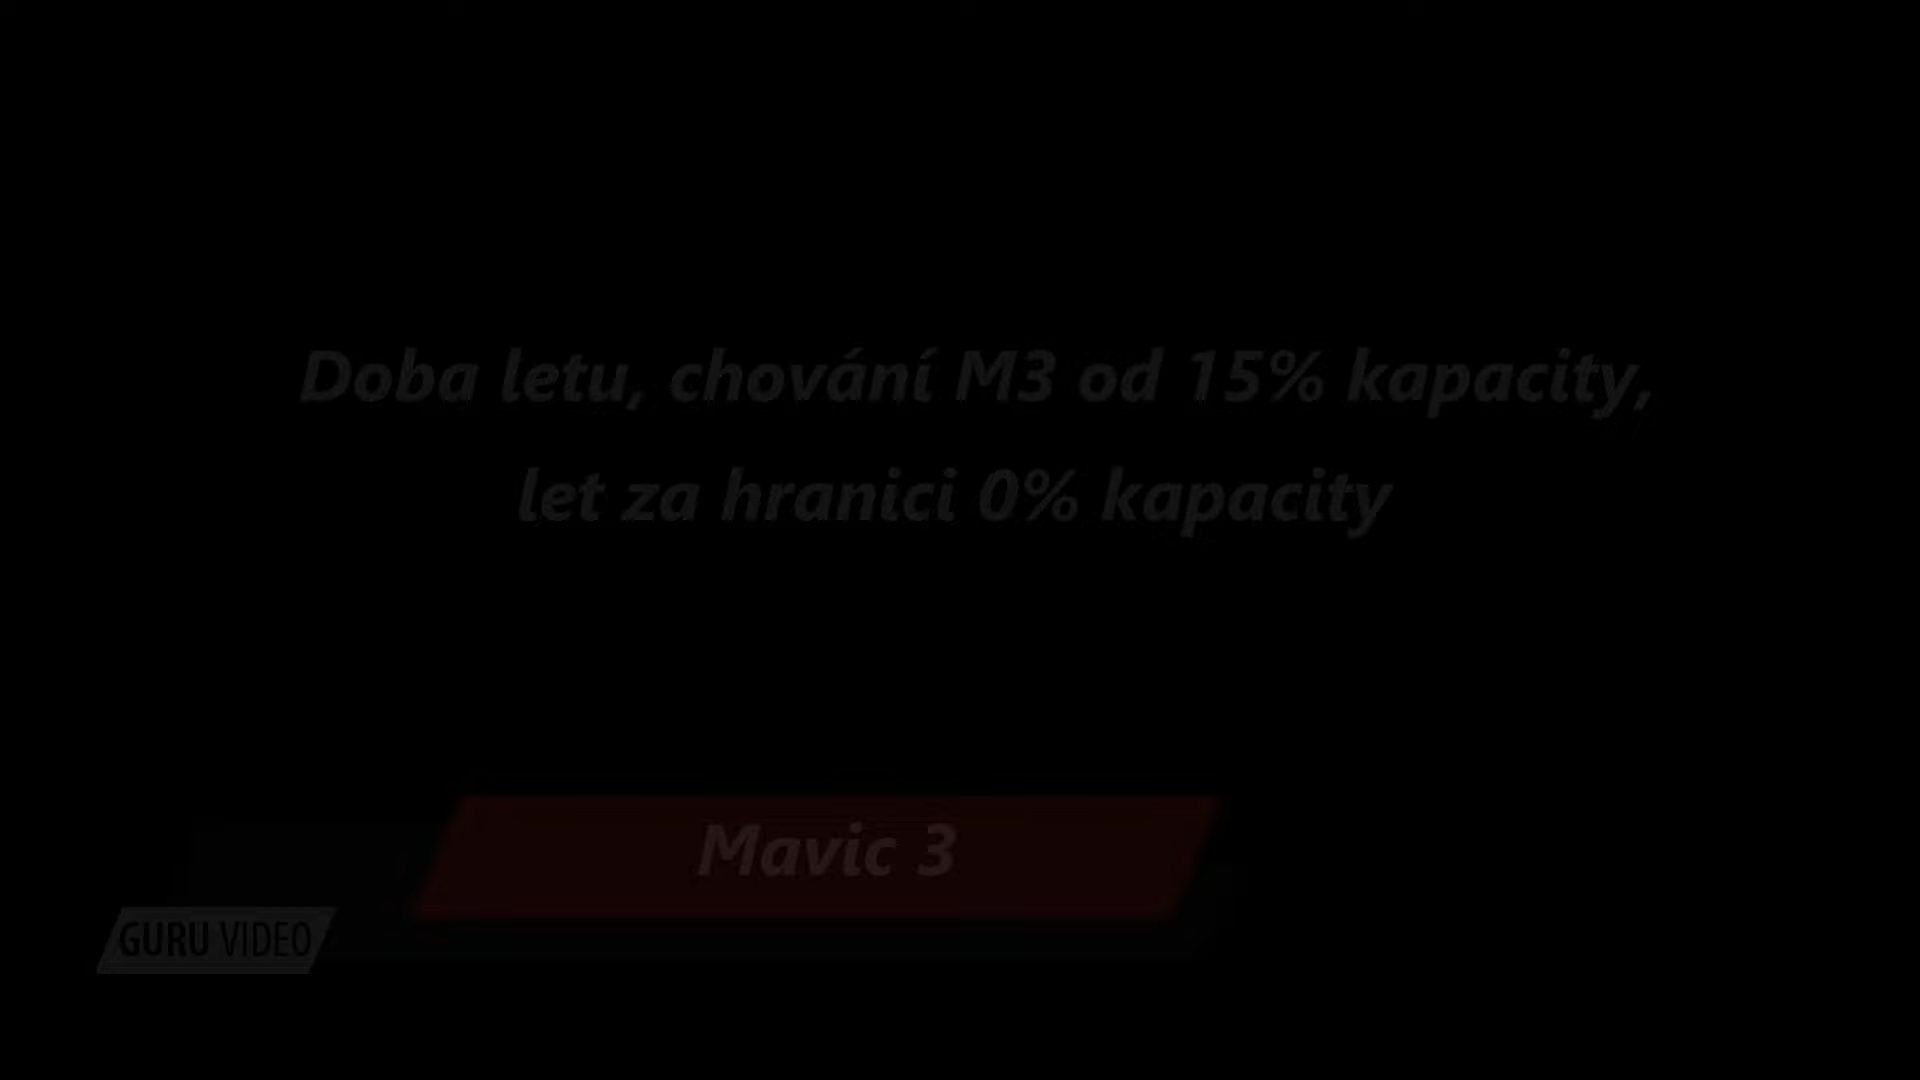 Doba letu, chování M3 od 15% kapacity,
let za hranici 0% kapacity
Mavic 3
GURU VIDEO